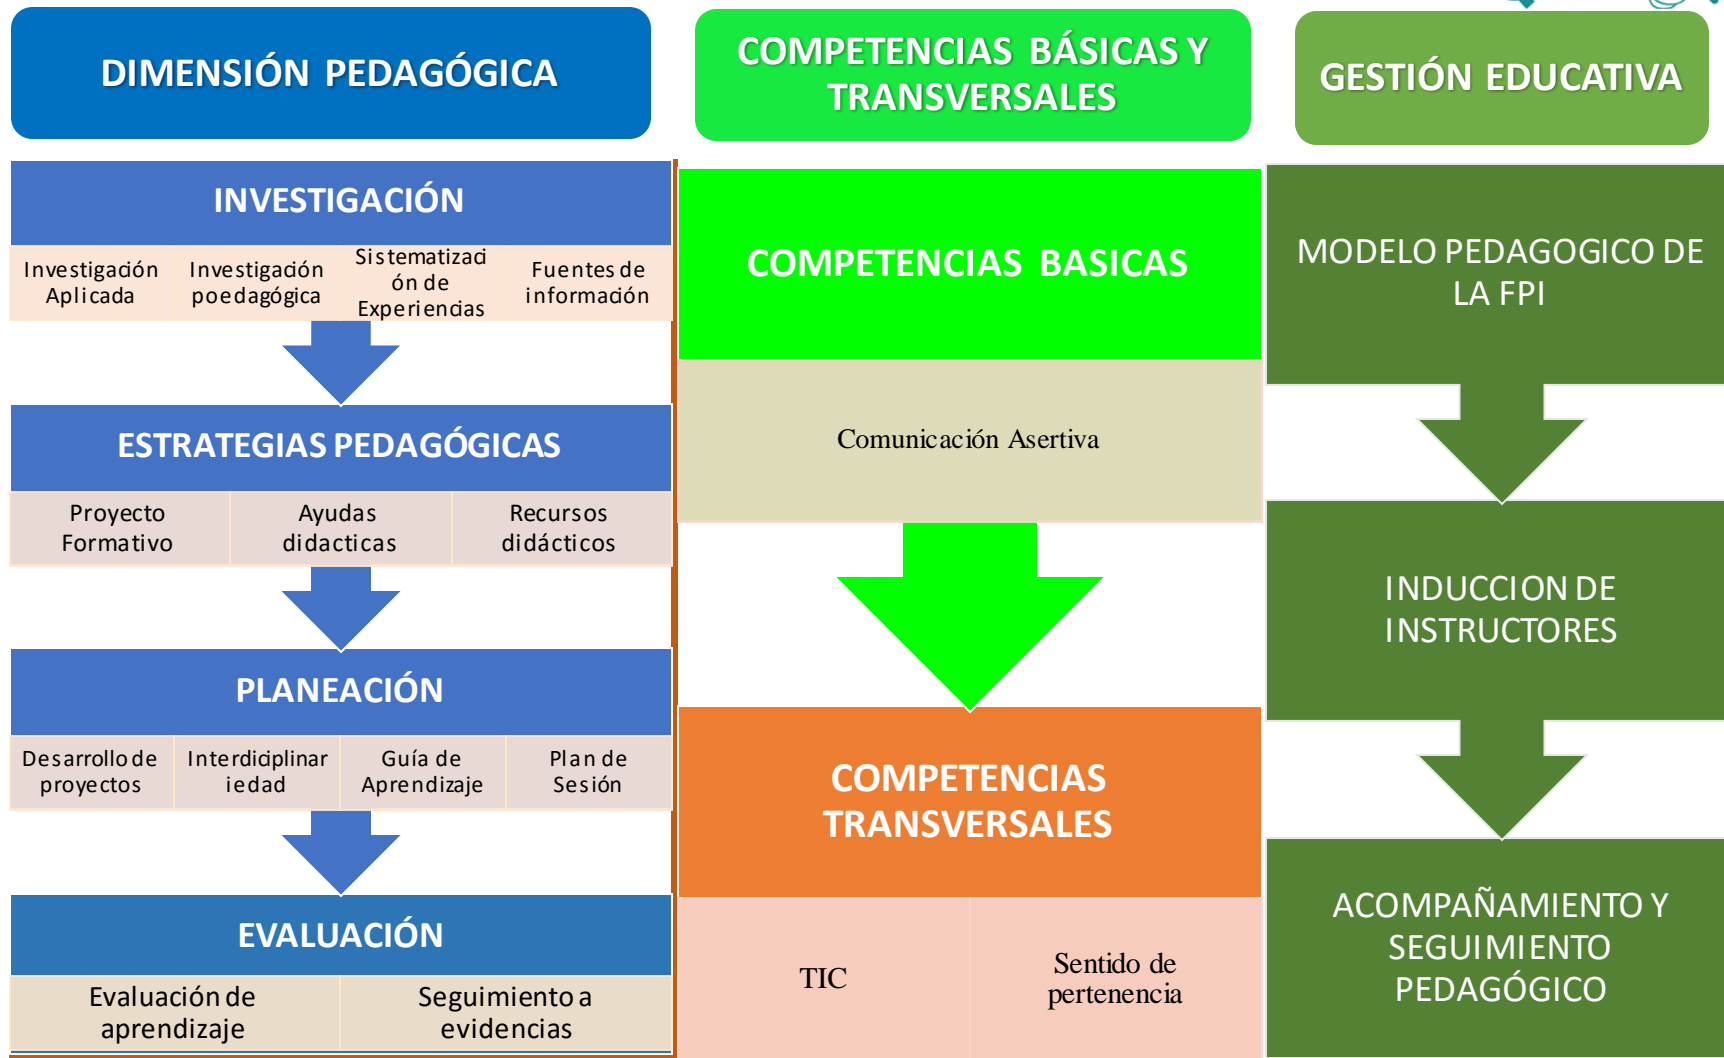 DIMENSIÓN PEDAGÓGICA
INVESTIGACIÓN
Investigación
Aplicada
Investigación
poedagógica
Sistematizaci
ón de
Experiencias
Fuentes de
información
ESTRATEGIAS PEDAGÓGICAS
Proyecto
Formativo
Ayudas
didacticas
Recursos
didácticos
PLANEACIÓN
Desarrollo de
proyectos
Interdiciplinar
iedad
Guía de
Aprendizaje
Plan de
Sesión
EVALUACIÓN
Evaluación de
aprendizaje
Seguimiento a
evidencias
COMPETENCIAS BÁSICAS Y
TRANSVERSALES
COMPETENCIAS BASICAS
Comunicación Asertiva
COMPETENCIAS
TRANSVERSALES
TIC
Sentido de
pertenencia
GESTIÓN EDUCATIVA
MODELO PEDAGOGICO DE
LA FPI
INDUCCION DE
INSTRUCTORES
ACOMPAÑAMIENTO Y
SEGUIMIENTO
PEDAGÓGICO